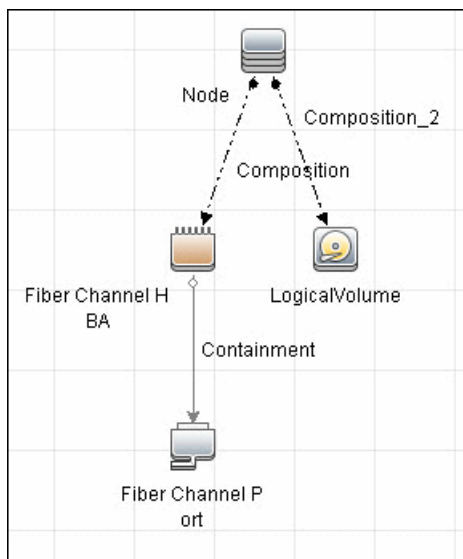 Node
Composition_2
Composition
Fiber Channel H
BA
LogicalVolume
Containment
Fiber Channel P
ort